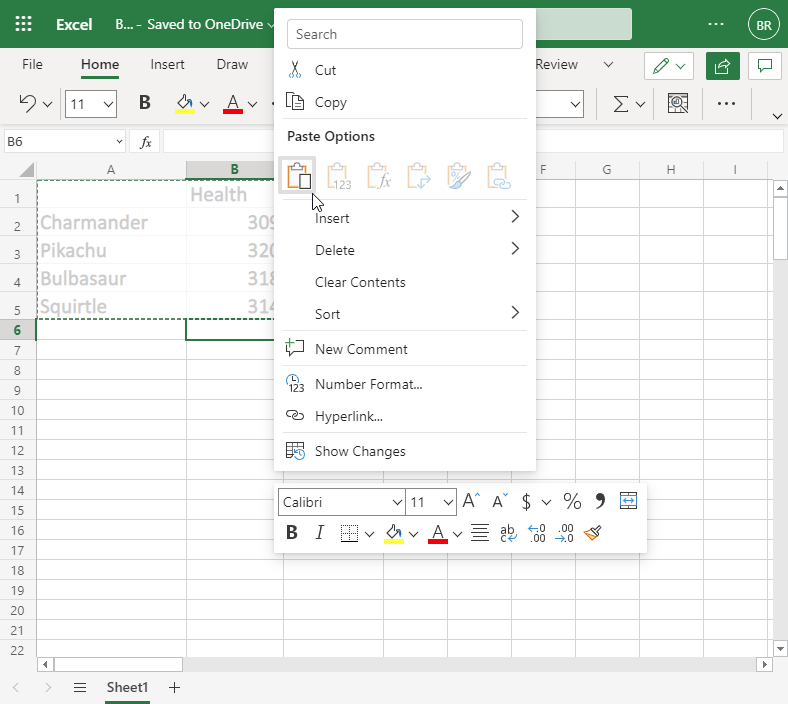 Excel B... - Saved to OneDrive BR
File Home Insert Draw Review
11 B A Σ ...
B6 fx
A B F G H I
1 Health
2 Charmander 309
3 Pikachu 320
4 Bulbasaur 318
5 Squirtle 314
6
7
8
9
10
11
12
13
14
15
16
17
18
19
20
21
22
Search
Cut
Copy
Paste Options
123 fx
Insert
Delete
Clear Contents
Sort
New Comment
123 Number Format...
Hyperlink...
Show Changes
Calibri 11 A A $ % ,
B I A ab c .00 .00 .0
Sheet1